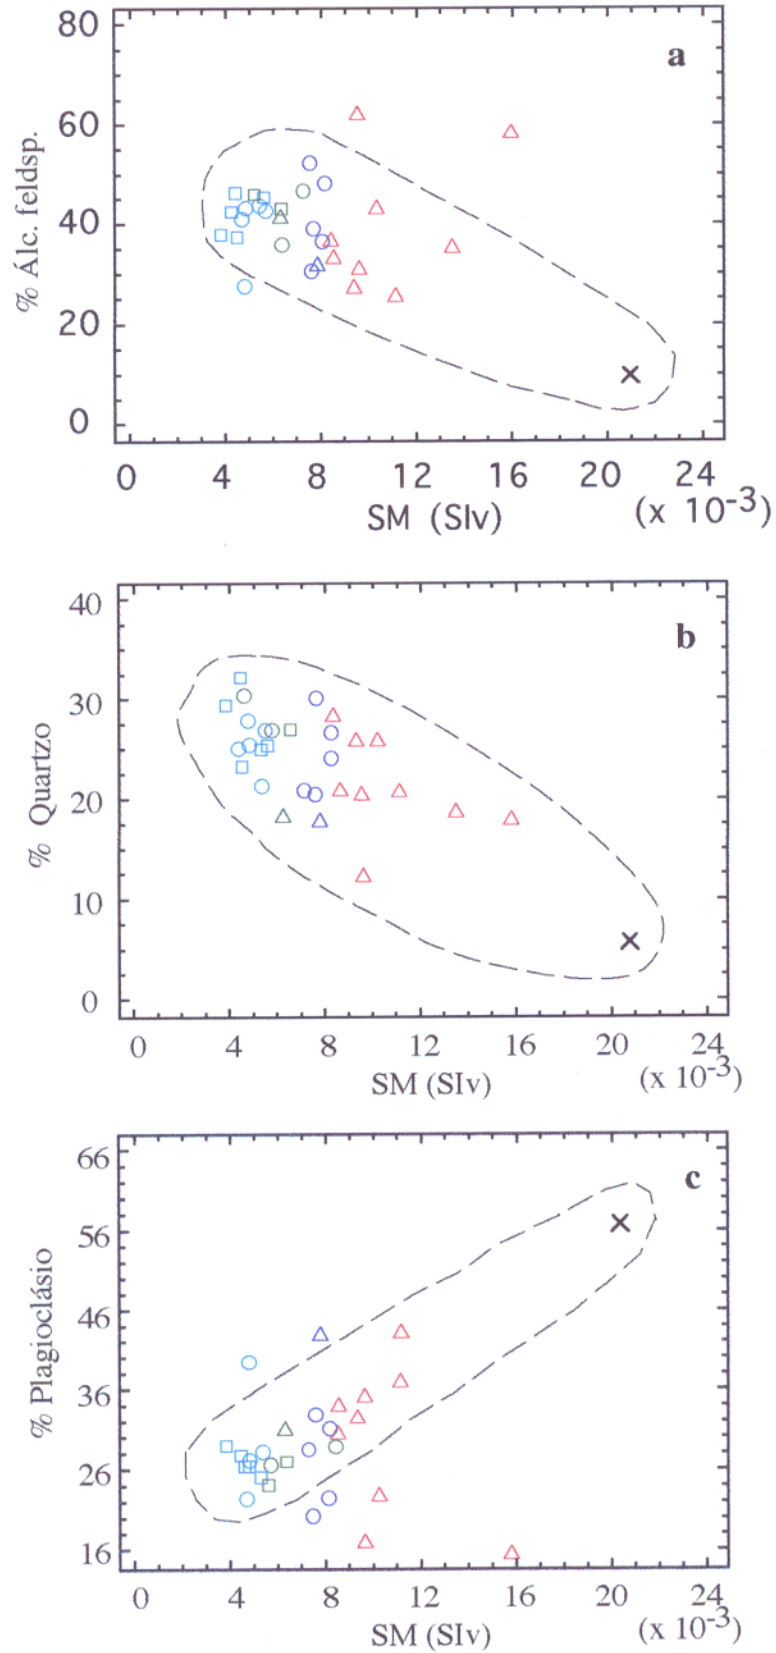 a
80
60
40
20
0
% Álc. feldsp.
0 4 8 12 16 20 24
SM (SIv) (x 10-3)
b
40
30
20
10
0
% Quartzo
0 4 8 12 16 20 24
SM (SIv) (x 10-3)
c
66
56
46
36
26
16
% Plagioclásio
0 4 8 12 16 20 24
SM (SIv) (x 10-3)